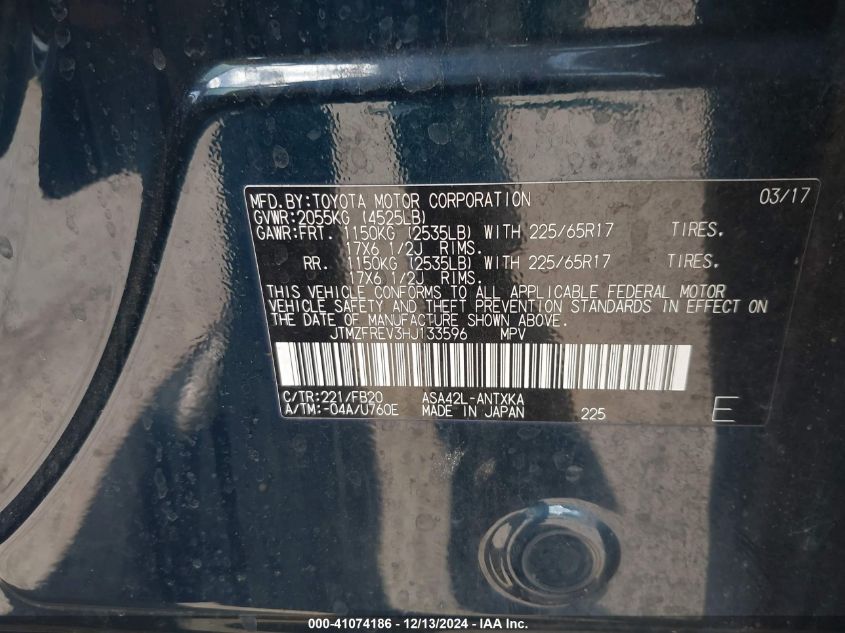 MFD.BY:TOYOTA MOTOR CORPORATION 03/17
GVWR:2055KG (4525LB)
GAWR:FRT. 1150KG (2535LB) WITH 225/65R17 TIRES.
17X6 1/2J RIMS.
RR. 1150KG (2535LB) WITH 225/65R17 TIRES.
17X6 1/2J RIMS.
THIS VEHICLE CONFORMS TO ALL APPLICABLE FEDERAL MOTOR
VEHICLE SAFETY AND THEFT PREVENTION STANDARDS IN EFFECT ON
THE DATE OF MANUFACTURE SHOWN ABOVE.
JTMZFREV3HJ133596 MPV
C/TR:221/FB20 ASA42L-ANTXKA
A/TM:-04A/U760E MADE IN JAPAN 225 E
000-41074186 - 12/13/2024 - IAA Inc.